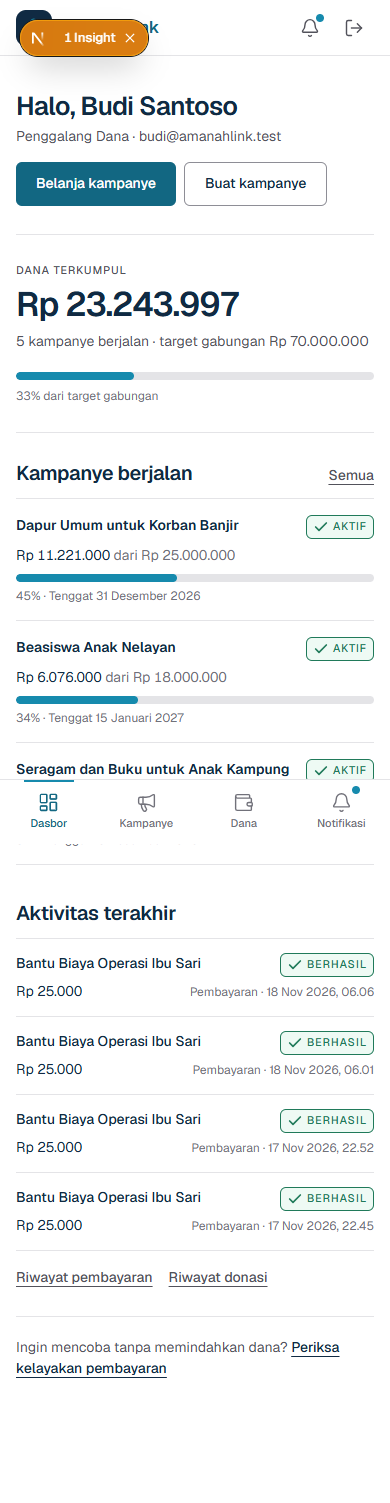 nk
N 1 Insight
Halo, Budi Santoso
Penggalang Dana · budi@amanahlink.test
Belanja kampanye
Buat kampanye
DANA TERKUMPUL
Rp 23.243.997
5 kampanye berjalan · target gabungan Rp 70.000.000
33% dari target gabungan
Kampanye berjalan
Semua
Dapur Umum untuk Korban Banjir
AKTIF
Rp 11.221.000 dari Rp 25.000.000
45% · Tenggat 31 Desember 2026
Beasiswa Anak Nelayan
AKTIF
Rp 6.076.000 dari Rp 18.000.000
34% · Tenggat 15 Januari 2027
Seragam dan Buku untuk Anak Kampung
AKTIF
Dasbor
Kampanye
Dana
Notifikasi
Aktivitas terakhir
Bantu Biaya Operasi Ibu Sari
BERHASIL
Rp 25.000
Pembayaran · 18 Nov 2026, 06.06
Bantu Biaya Operasi Ibu Sari
BERHASIL
Rp 25.000
Pembayaran · 18 Nov 2026, 06.01
Bantu Biaya Operasi Ibu Sari
BERHASIL
Rp 25.000
Pembayaran · 17 Nov 2026, 22.52
Bantu Biaya Operasi Ibu Sari
BERHASIL
Rp 25.000
Pembayaran · 17 Nov 2026, 22.45
Riwayat pembayaran
Riwayat donasi
Ingin mencoba tanpa memindahkan dana? Periksa
kelayakan pembayaran